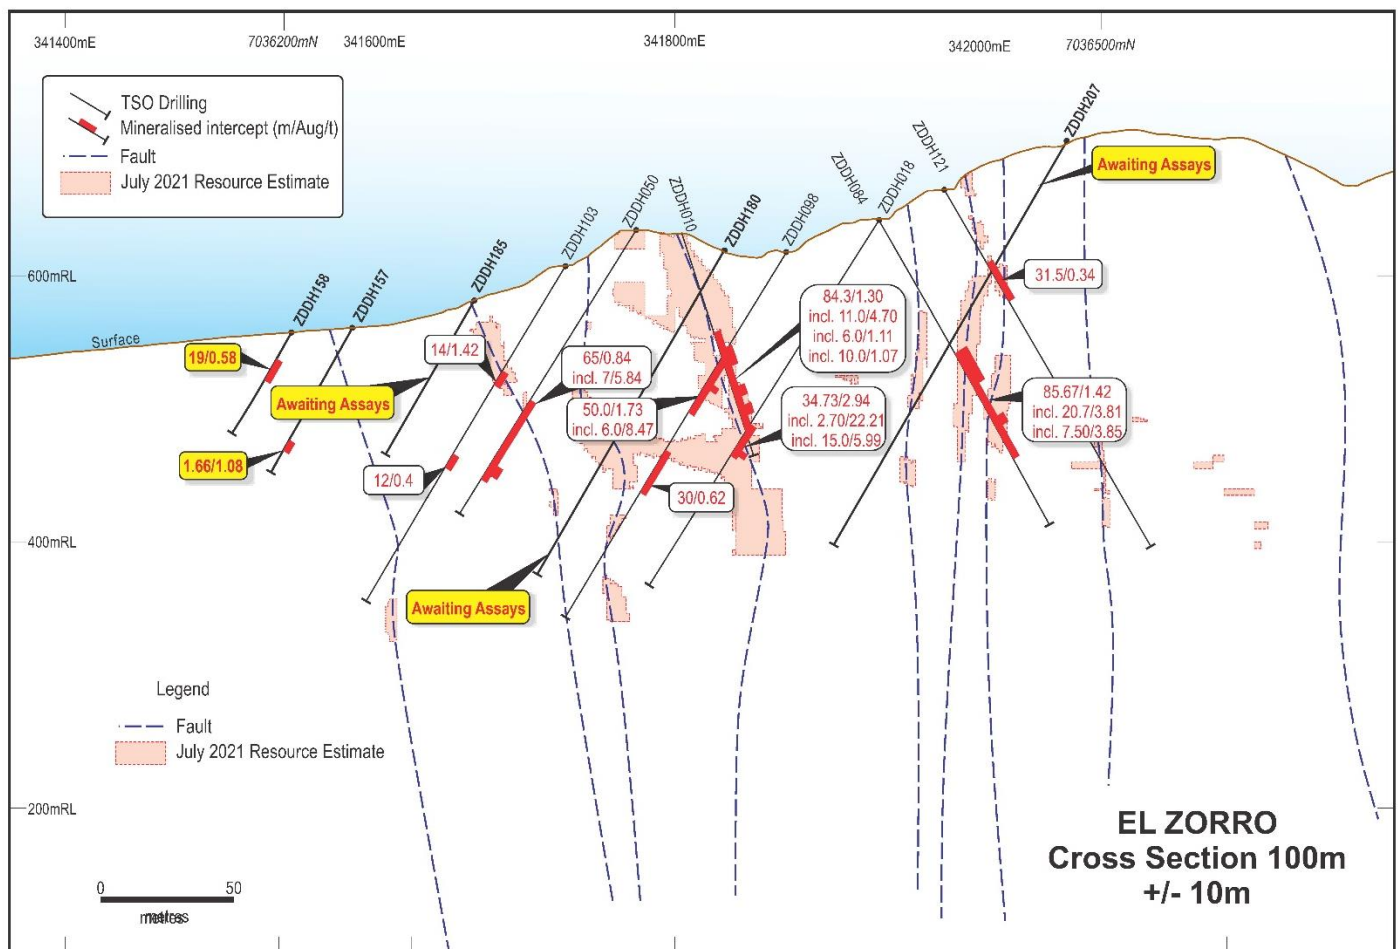 341400mE
7036200mN
341600mE
341800mE
342000mE
7036500mN
TSO Drilling
Mineralised intercept (m/Aug/t)
Fault
July 2021 Resource Estimate
ZDDH158
ZDDH157
ZDDH185
ZDDH103
ZDDH050
ZDDH010
ZDDH180
ZDDH098
ZDDH084
ZDDH018
ZDDH121
ZDDH207
Awaiting Assays
600mRL
31.5/0.34
84.3/1.30
incl. 11.0/4.70
incl. 6.0/1.11
incl. 10.0/1.07
Surface
19/0.58
14/1.42
65/0.84
incl. 7/5.84
Awaiting Assays
50.0/1.73
incl. 6.0/8.47
34.73/2.94
incl. 2.70/22.21
incl. 15.0/5.99
85.67/1.42
incl. 20.7/3.81
incl. 7.50/3.85
1.66/1.08
12/0.4
30/0.62
400mRL
Awaiting Assays
Legend
Fault
July 2021 Resource Estimate
200mRL
EL ZORRO
Cross Section 100m
+/- 10m
0
50
metres